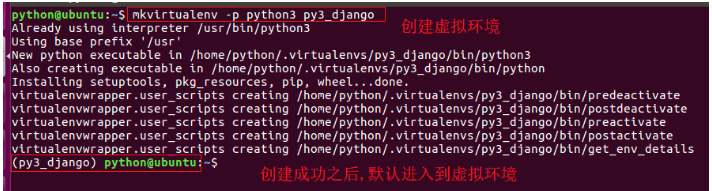 python@ubuntu:~$ mkvirtualenv -p python3 py3_django
创建虚拟环境
Already using interpreter /usr/bin/python3
Using base prefix '/usr'
New python executable in /home/python/.virtualenvs/py3_django/bin/python3
Also creating executable in /home/python/.virtualenvs/py3_django/bin/python
Installing setuptools, pkg_resources, pip, wheel...done.
virtualenvwrapper.user_scripts creating /home/python/.virtualenvs/py3_django/bin/predeactivate
virtualenvwrapper.user_scripts creating /home/python/.virtualenvs/py3_django/bin/postdeactivate
virtualenvwrapper.user_scripts creating /home/python/.virtualenvs/py3_django/bin/preactivate
virtualenvwrapper.user_scripts creating /home/python/.virtualenvs/py3_django/bin/postactivate
virtualenvwrapper.user_scripts creating /home/python/.virtualenvs/py3_django/bin/get_env_details
(py3_django) python@ubuntu:~$
创建成功之后,默认进入到虚拟环境